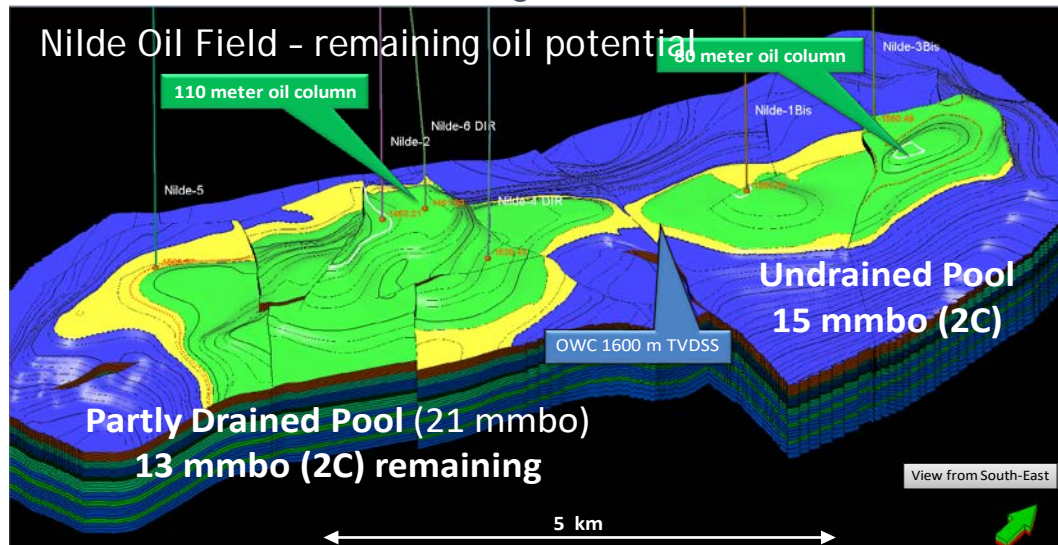 Nilde Oil Field - remaining oil potential
80 meter oil column
Nilde-3Bis
110 meter oil column
Nilde-1Bis
Nilde-6 DIR
Nilde-2
Nilde-5
Nilde-4 DIR
Undrained Pool
15 mmbo (2C)
OWC 1600 m TVDSS
Partly Drained Pool (21 mmbo)
13 mmbo (2C) remaining
View from South-East
5 km